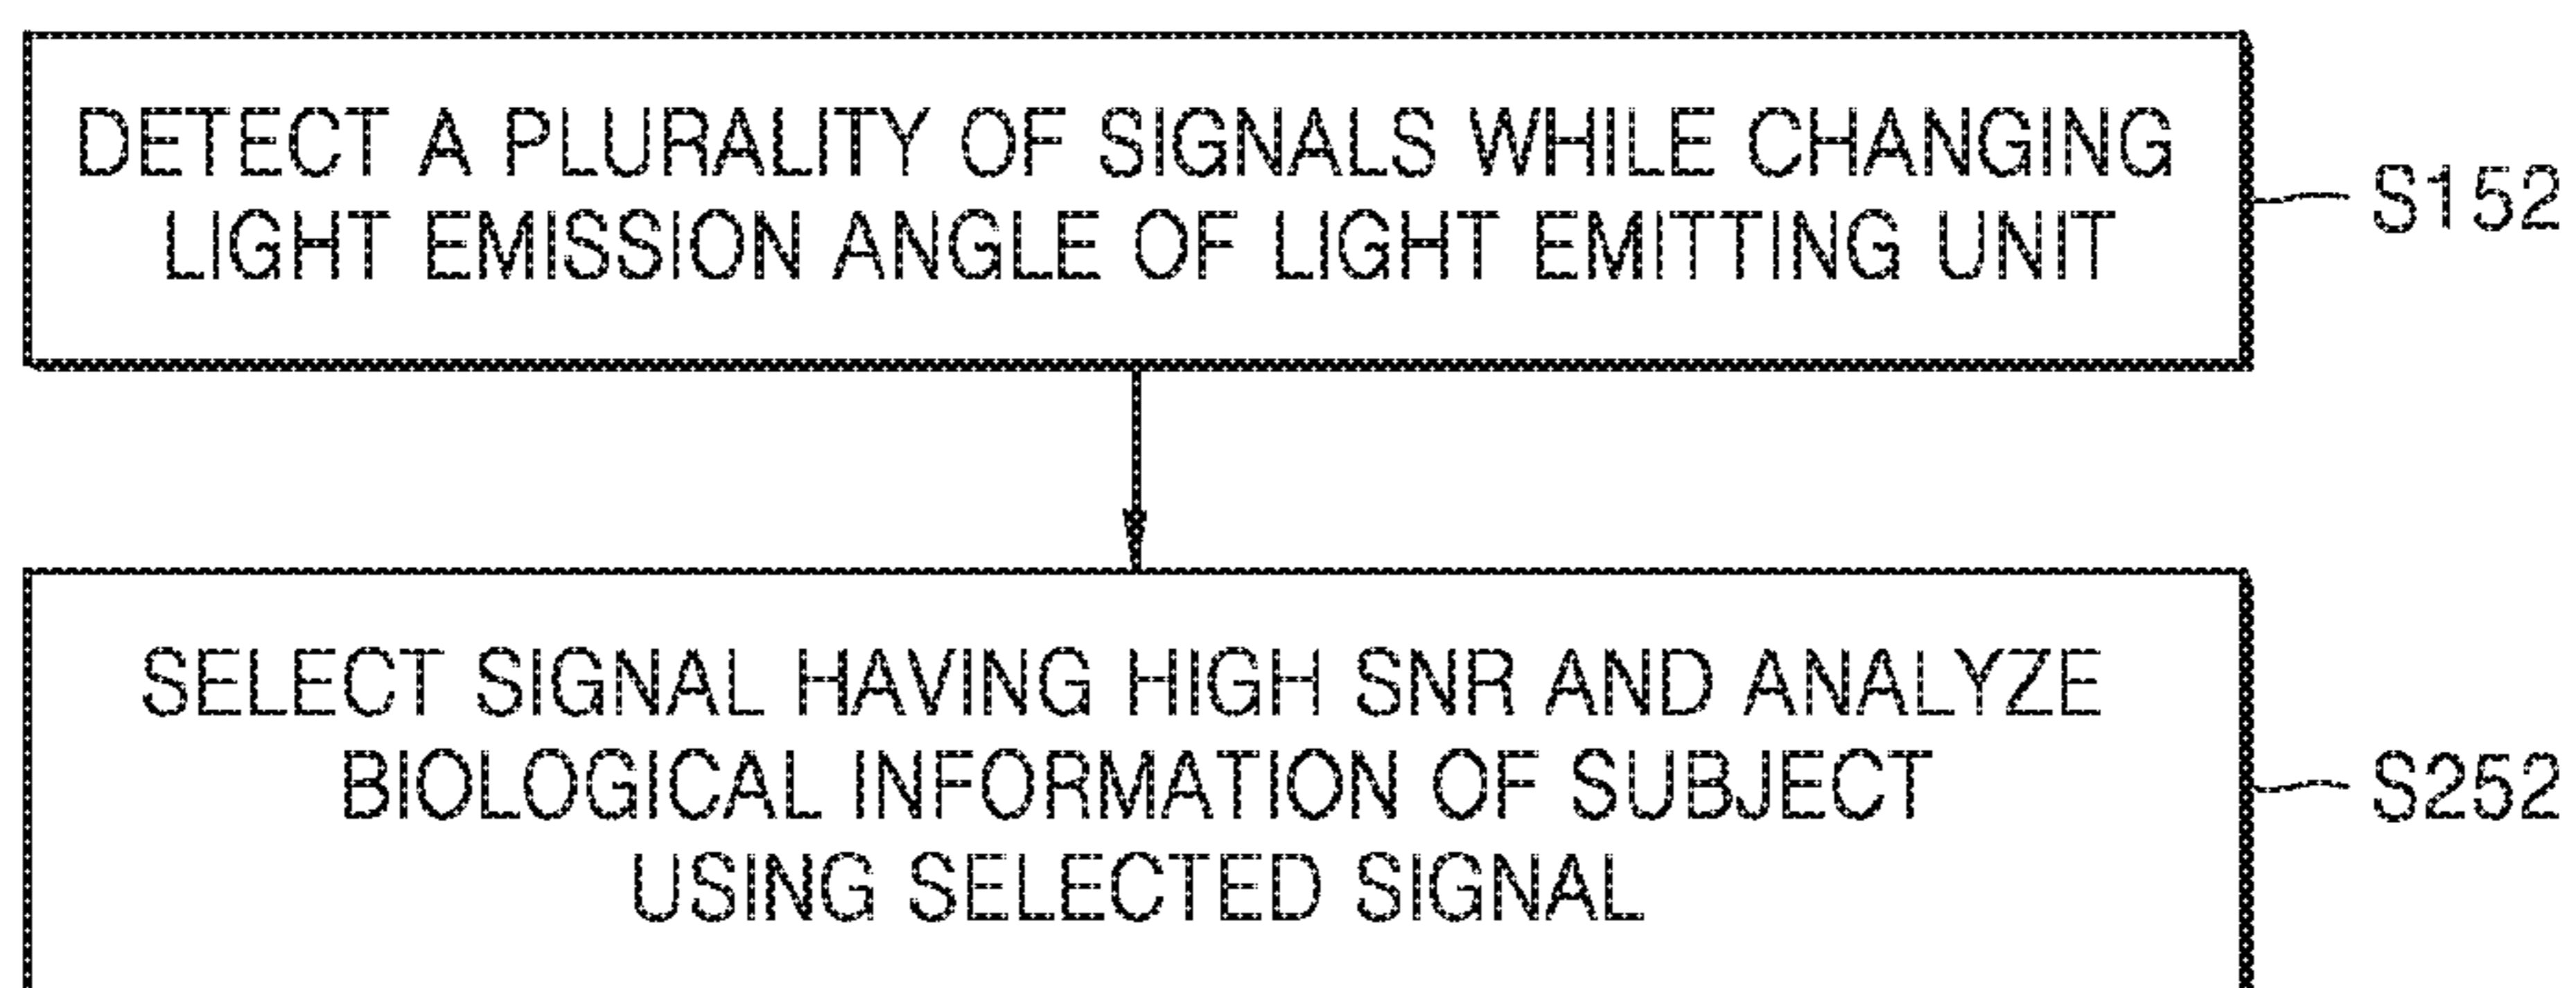 DETECT A PLURALITY OF SIGNALS WHILE CHANGING
LIGHT EMISSION ANGLE OF LIGHT EMITTING UNIT
S152
SELECT SIGNAL HAVING HIGH SNR AND ANALYZE
BIOLOGICAL INFORMATION OF SUBJECT
USING SELECTED SIGNAL
S252